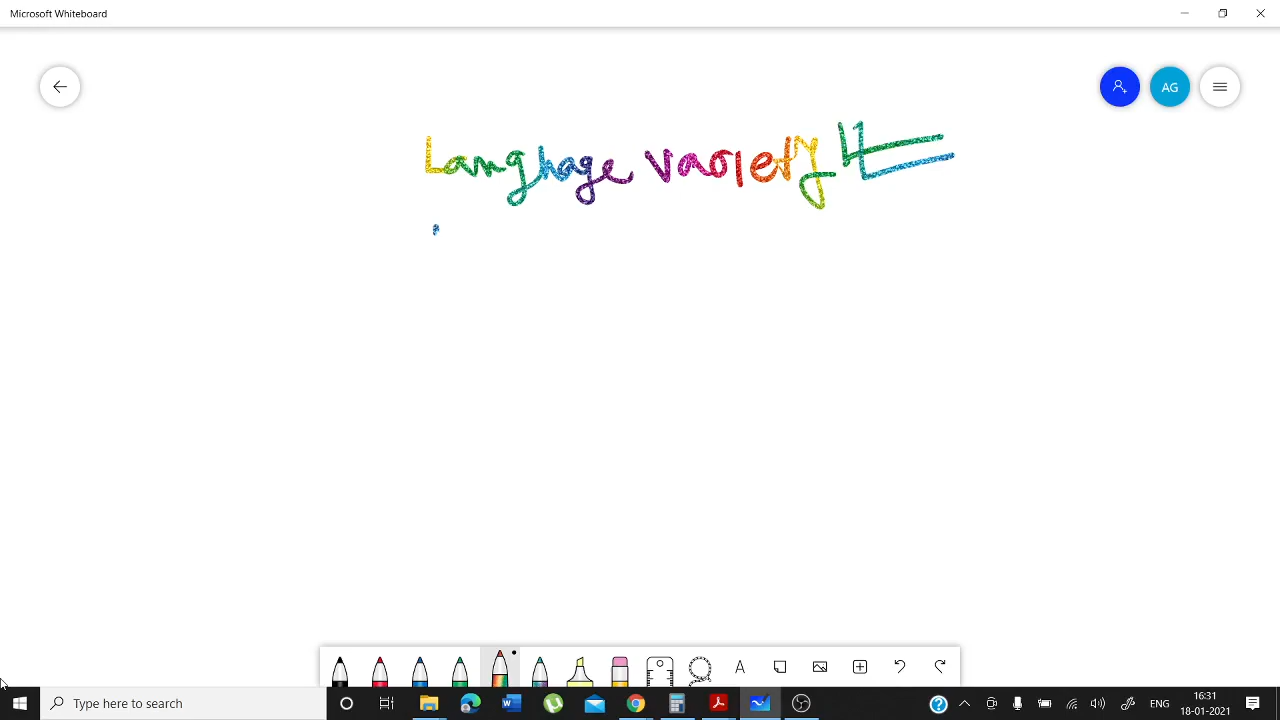 Microsoft Whiteboard
AG
Language variety
A
Type here to search
ENG
16:31
18-01-2021